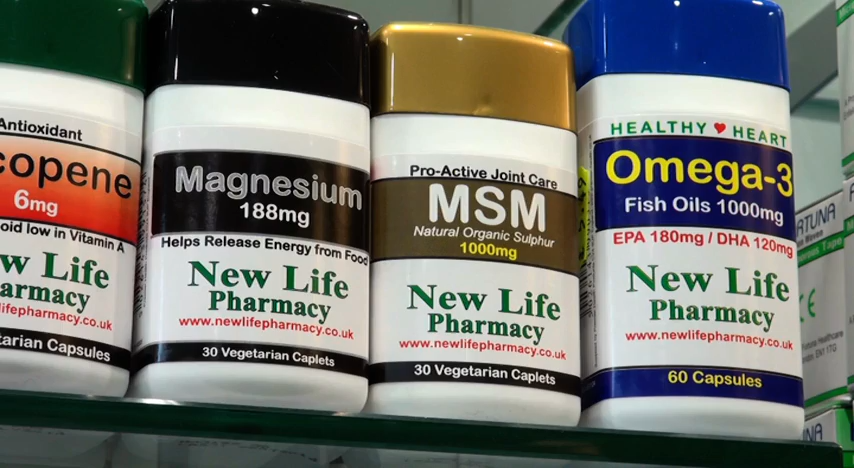 Antioxidant
copene
6mg
oid low in Vitamin A
w Life
armacy
lifepharmacy.co.uk
etarian Capsules
Magnesium
188mg
Helps Release Energy from Food
New Life
Pharmacy
www.newlifepharmacy.co.uk
30 Vegetarian Caplets
Pro-Active Joint Care
MSM
Natural Organic Sulphur
1000mg
New Life
Pharmacy
www.newlifepharmacy.co.uk
30 Vegetarian Caplets
HEALTHY HEART
Omega-3
Fish Oils 1000mg
EPA 180mg / DHA 120mg
New Life
Pharmacy
www.newlifepharmacy.co.uk
60 Capsules
RTUNA